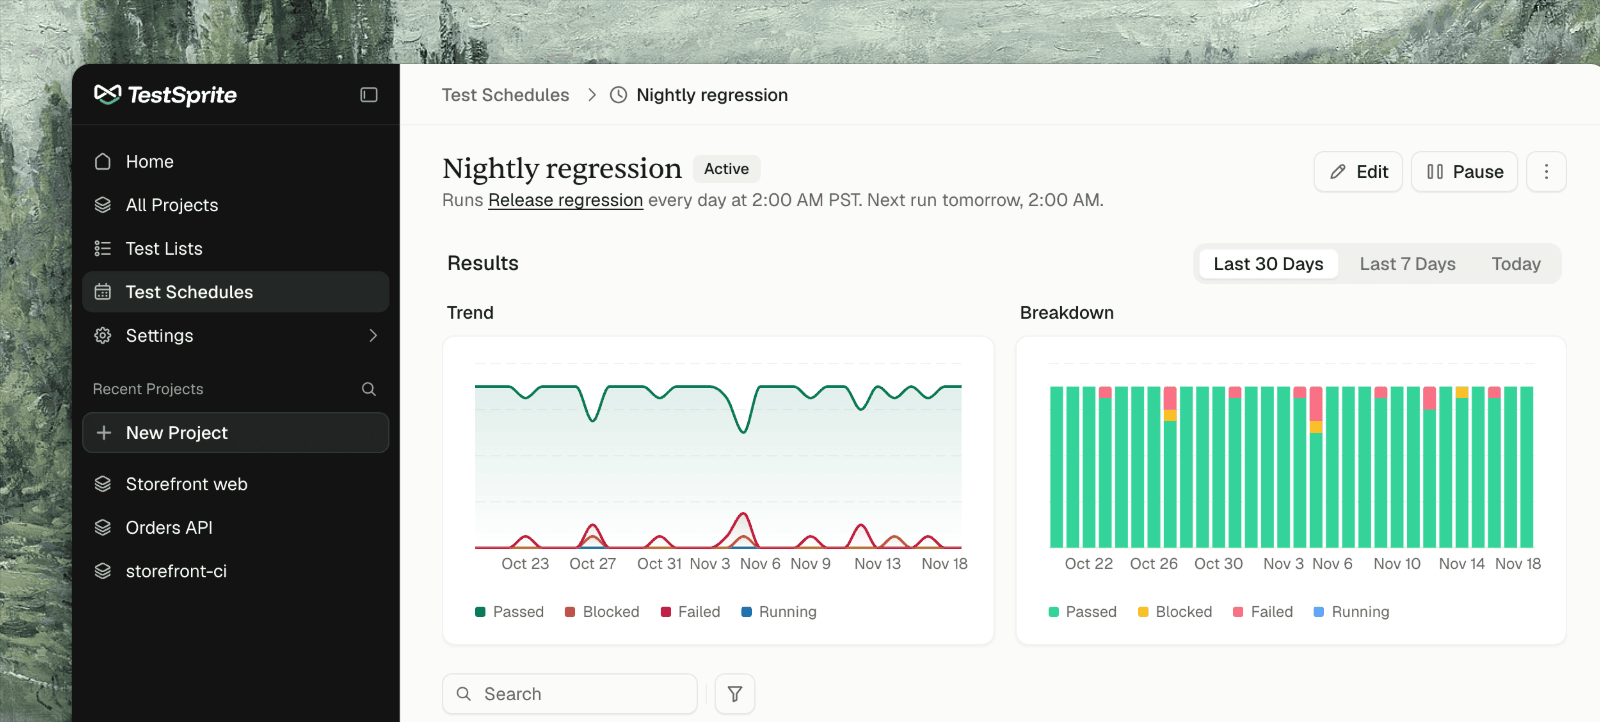 TestSprite
Home
All Projects
Test Lists
Test Schedules
Settings
Recent Projects
New Project
Storefront web
Orders API
storefront-ci
Test Schedules > Nightly regression
Nightly regression Active
Runs Release regression every day at 2:00 AM PST. Next run tomorrow, 2:00 AM.
Edit Pause
Results
Last 30 Days Last 7 Days Today
Trend
Oct 23 Oct 27 Oct 31 Nov 3 Nov 6 Nov 9 Nov 13 Nov 18
Passed Blocked Failed Running
Breakdown
Oct 22 Oct 26 Oct 30 Nov 3 Nov 6 Nov 10 Nov 14 Nov 18
Passed Blocked Failed Running
Search